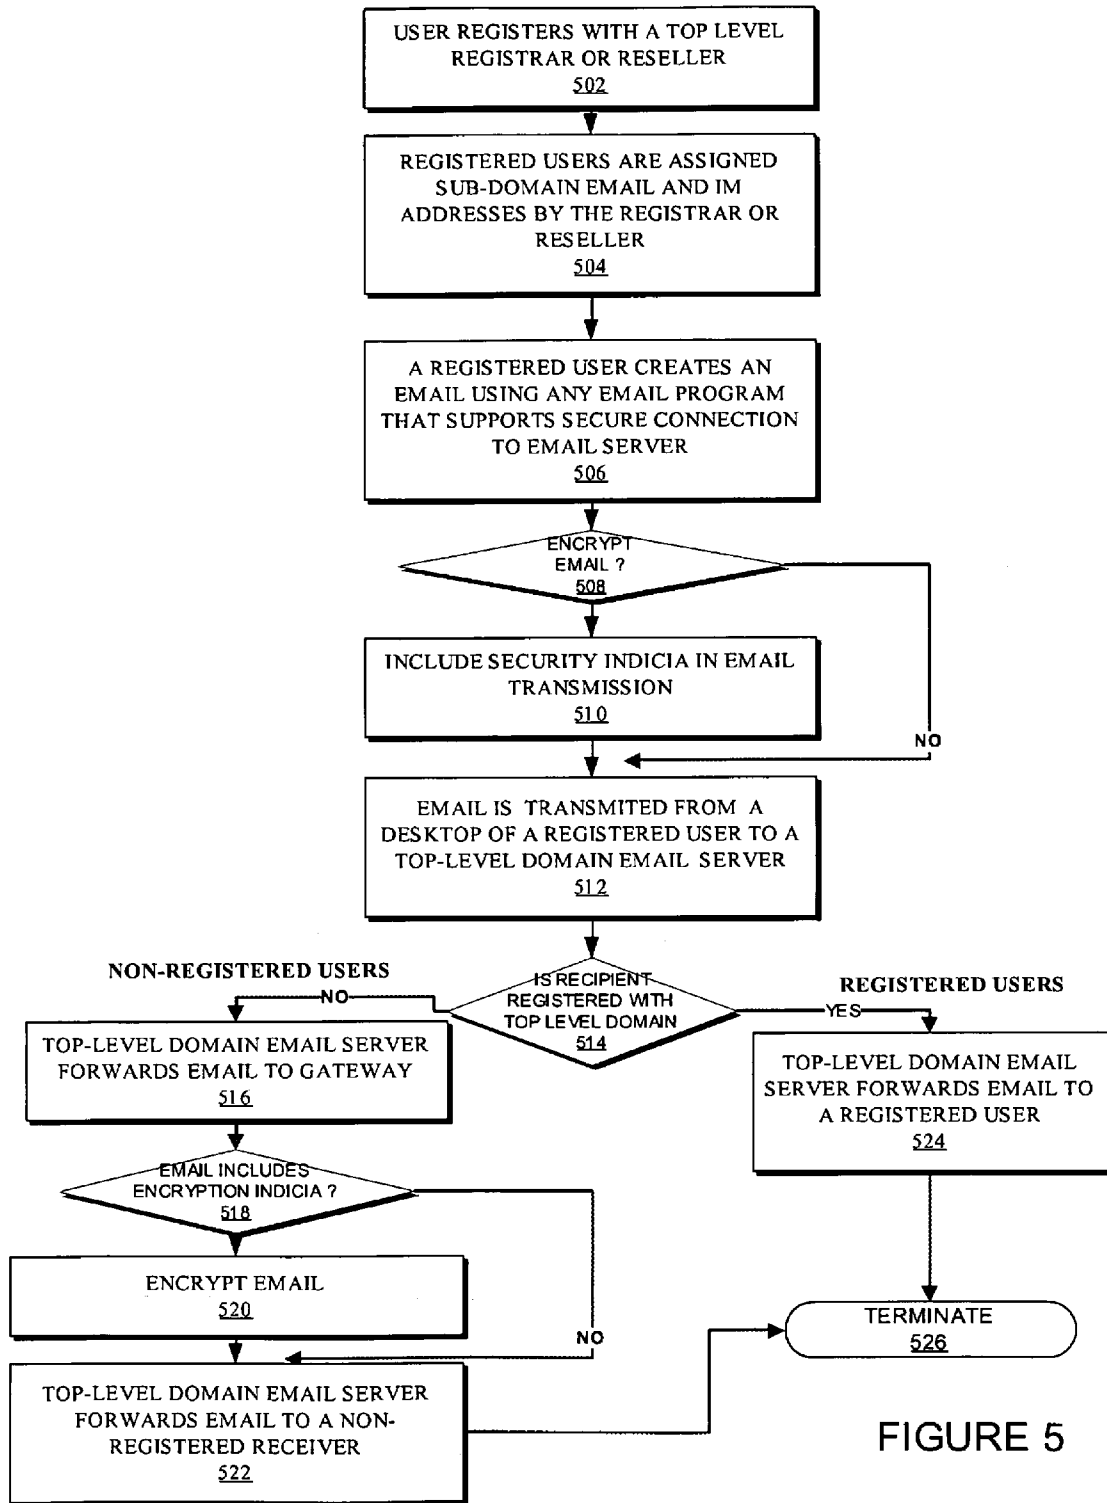 USER REGISTERS WITH A TOP LEVEL
REGISTRAR OR RESELLER
502
REGISTERED USERS ARE ASSIGNED
SUB-DOMAIN EMAIL AND IM
ADDRESSES BY THE REGISTRAR OR
RESELLER
504
A REGISTERED USER CREATES AN
EMAIL USING ANY EMAIL PROGRAM
THAT SUPPORTS SECURE CONNECTION
TO EMAIL SERVER
506
ENCRYPT
EMAIL ?
508
INCLUDE SECURITY INDICIA IN EMAIL
TRANSMISSION
510
NO
EMAIL IS TRANSMITED FROM A
DESKTOP OF A REGISTERED USER TO A
TOP-LEVEL DOMAIN EMAIL SERVER
512
NON-REGISTERED USERS
IS RECIPIENT
REGISTERED WITH
TOP LEVEL DOMAIN
514
REGISTERED USERS
NO
YES
TOP-LEVEL DOMAIN EMAIL SERVER
FORWARDS EMAIL TO GATEWAY
516
TOP-LEVEL DOMAIN EMAIL
SERVER FORWARDS EMAIL TO
A REGISTERED USER
524
EMAIL INCLUDES
ENCRYPTION INDICIA ?
518
ENCRYPT EMAIL
520
NO
TERMINATE
526
TOP-LEVEL DOMAIN EMAIL SERVER
FORWARDS EMAIL TO A NON-
REGISTERED RECEIVER
522
FIGURE 5